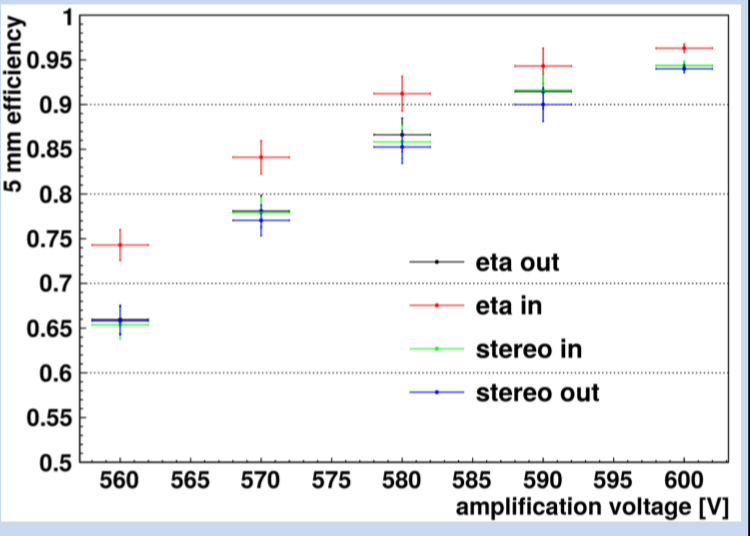 5 mm efficiency
1
0.95
0.9
0.85
0.8
0.75
0.7
0.65
0.6
0.55
0.5
eta out
eta in
stereo in
stereo out
560 565 570 575 580 585 590 595 600
amplification voltage [V]